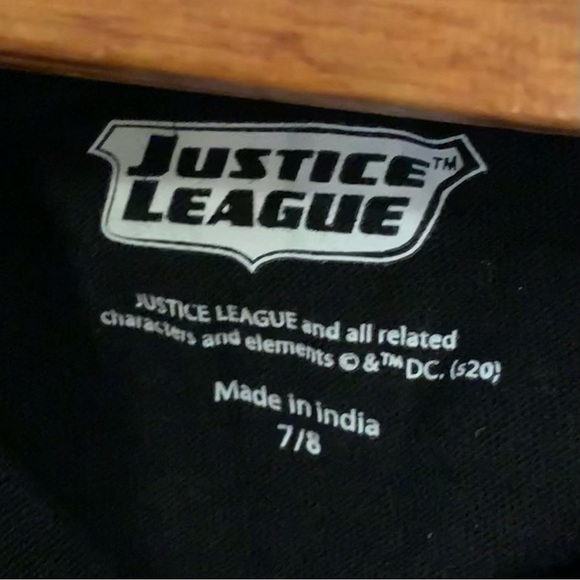 JUSTICE™
LEAGUE
JUSTICE LEAGUE and all related
characters and elements © & ™ DC. (s20)
Made in india
7/8